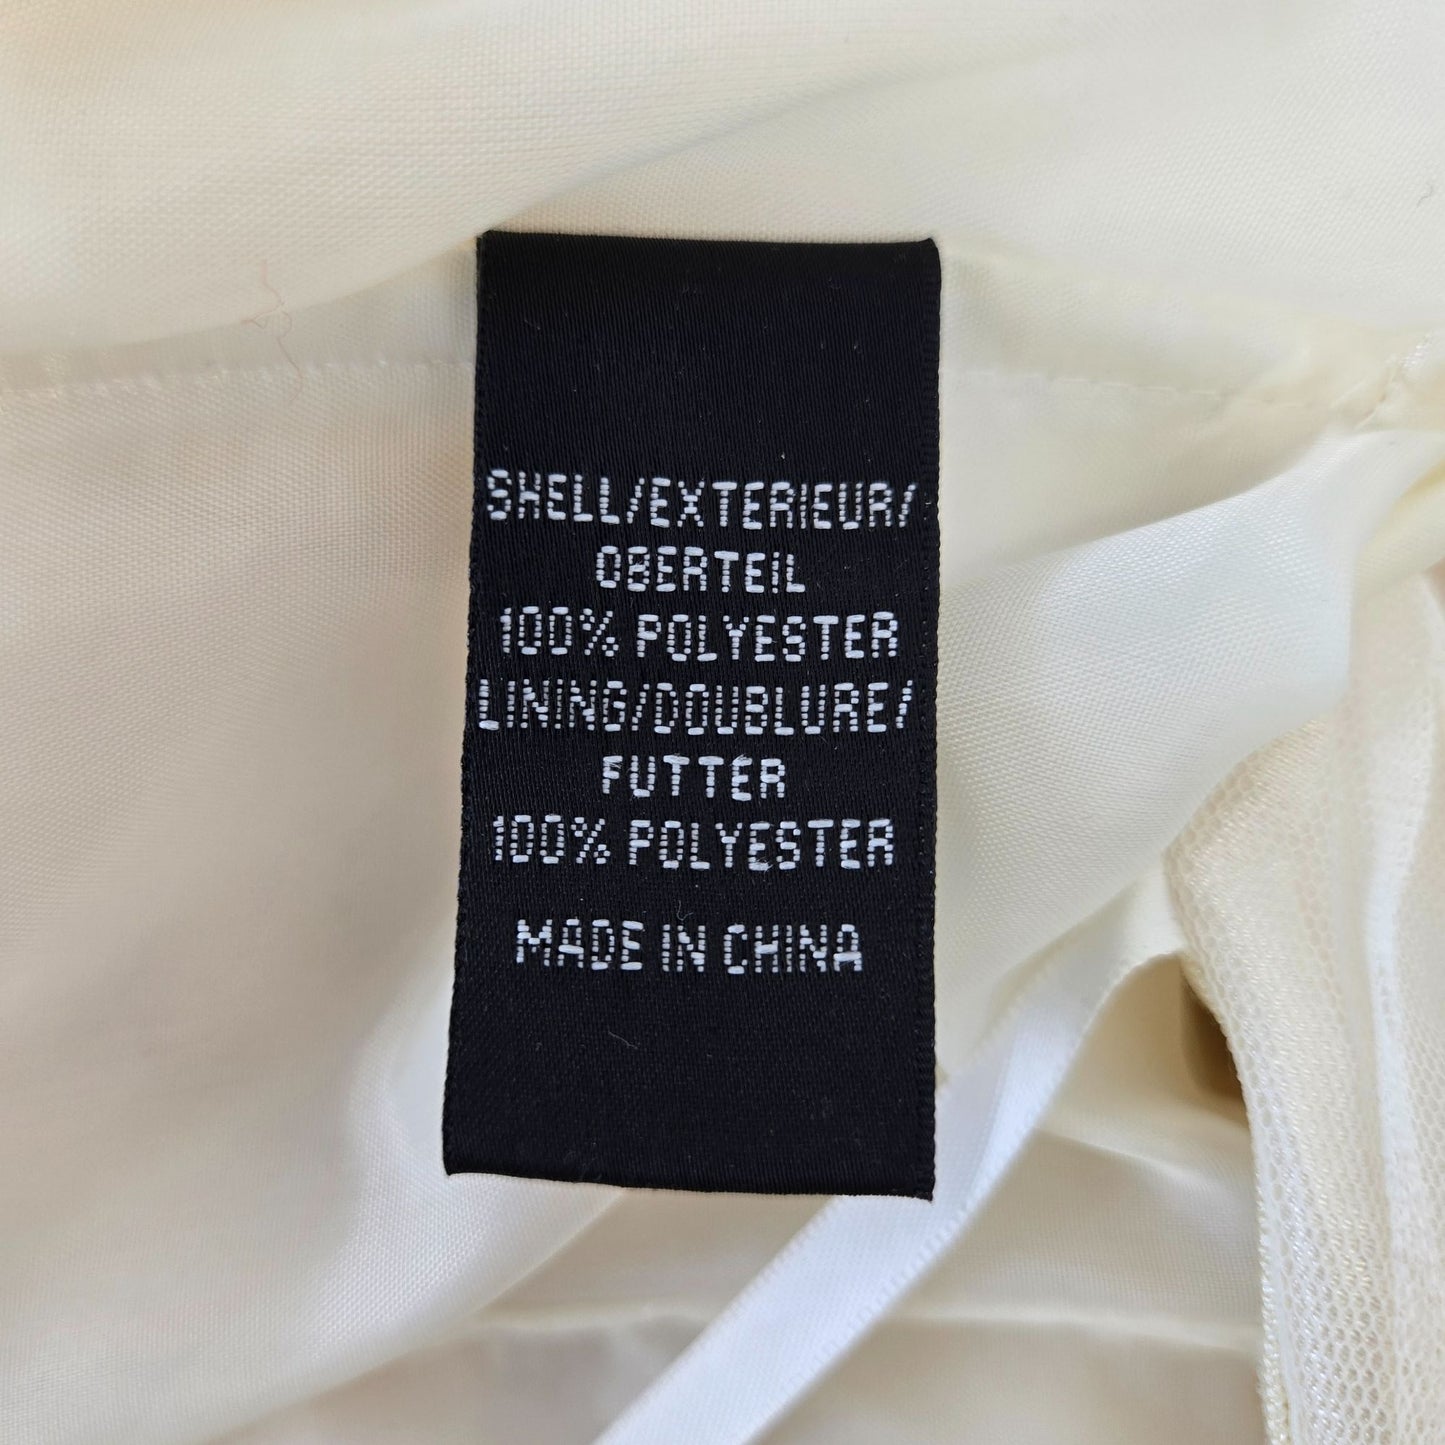 SHELL/EXTERIEUR/
OBERTEIL
100% POLYESTER
LINING/DOUBLURE/
FUTTER
100% POLYESTER
MADE IN CHINA